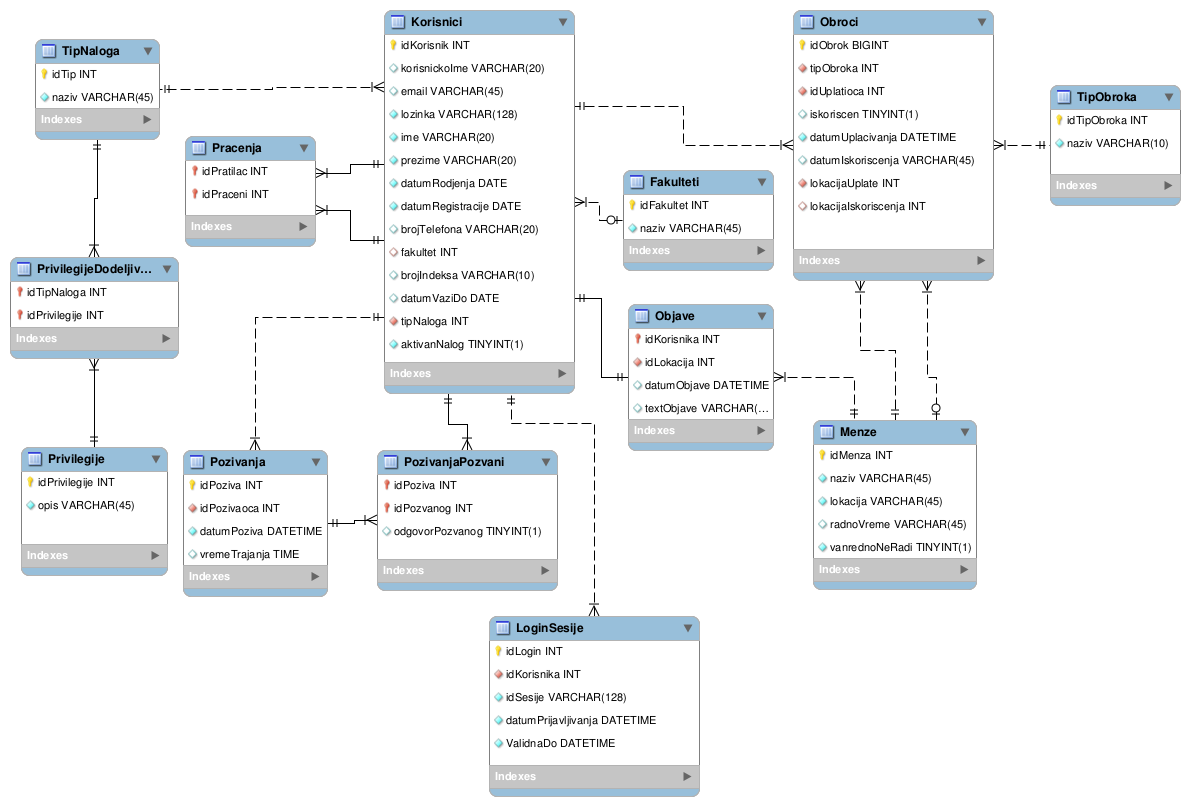 TipNaloga
idTip INT
naziv VARCHAR(45)
Indexes
Korisnici
idKorisnik INT
korisnickoIme VARCHAR(20)
email VARCHAR(45)
lozinka VARCHAR(128)
ime VARCHAR(20)
prezime VARCHAR(20)
datumRodjenja DATE
datumRegistracije DATE
brojTelefona VARCHAR(20)
fakultet INT
brojIndeksa VARCHAR(10)
datumVaziDo DATE
tipNaloga INT
aktivanNalog TINYINT(1)
Indexes
Obroci
idObrok BIGINT
tipObroka INT
idUplatioca INT
iskoriscen TINYINT(1)
datumUplacivanja DATETIME
datumIskoriscenja VARCHAR(45)
lokacijaUplate INT
lokacijaIskoriscenja INT
Indexes
TipObroka
idTipObroka INT
naziv VARCHAR(10)
Indexes
Pracenja
idPratilac INT
idPraceni INT
Indexes
Fakulteti
idFakultet INT
naziv VARCHAR(45)
Indexes
PrivilegijeDodeljiv...
idTipNaloga INT
idPrivilegije INT
Indexes
Objave
idKorisnika INT
idLokacija INT
datumObjave DATETIME
textObjave VARCHAR(...
Indexes
Privilegije
idPrivilegije INT
opis VARCHAR(45)
Indexes
Pozivanja
idPoziva INT
idPozivaoca INT
datumPoziva DATETIME
vremeTrajanja TIME
Indexes
PozivanjaPozvani
idPoziva INT
idPozvanog INT
odgovorPozvanog TINYINT(1)
Indexes
Menze
idMenza INT
naziv VARCHAR(45)
lokacija VARCHAR(45)
radnoVreme VARCHAR(45)
vanrednoNeRadi TINYINT(1)
Indexes
LoginSesije
idLogin INT
idKorisnika INT
idSesije VARCHAR(128)
datumPrijavljivanja DATETIME
ValidnaDo DATETIME
Indexes